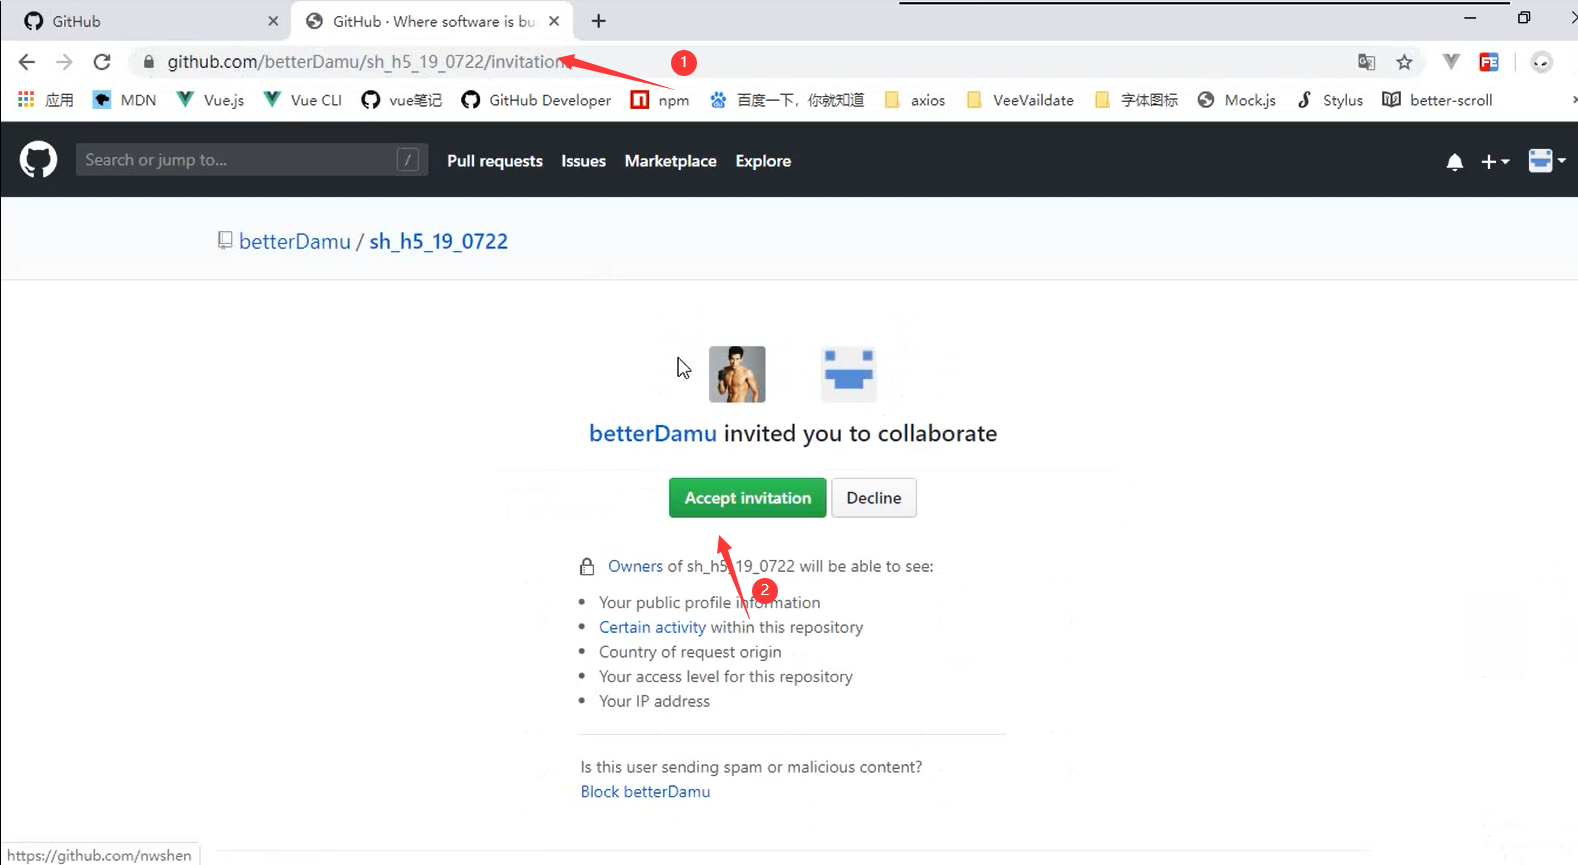 GitHub
GitHub · Where software is bu
github.com/betterDamu/sh_h5_19_0722/invitation
1
应用 MDN Vue.js Vue CLI vue笔记 GitHub Developer npm 百度一下，你就知道 axios VeeVaildate 字体图标 Mock.js Stylus better-scroll
Search or jump to... / Pull requests Issues Marketplace Explore
betterDamu / sh_h5_19_0722
betterDamu invited you to collaborate
Accept invitation Decline
Owners of sh_h5_19_0722 will be able to see:
2
Your public profile information
Certain activity within this repository
Country of request origin
Your access level for this repository
Your IP address
Is this user sending spam or malicious content?
Block betterDamu
https://github.com/nwshen